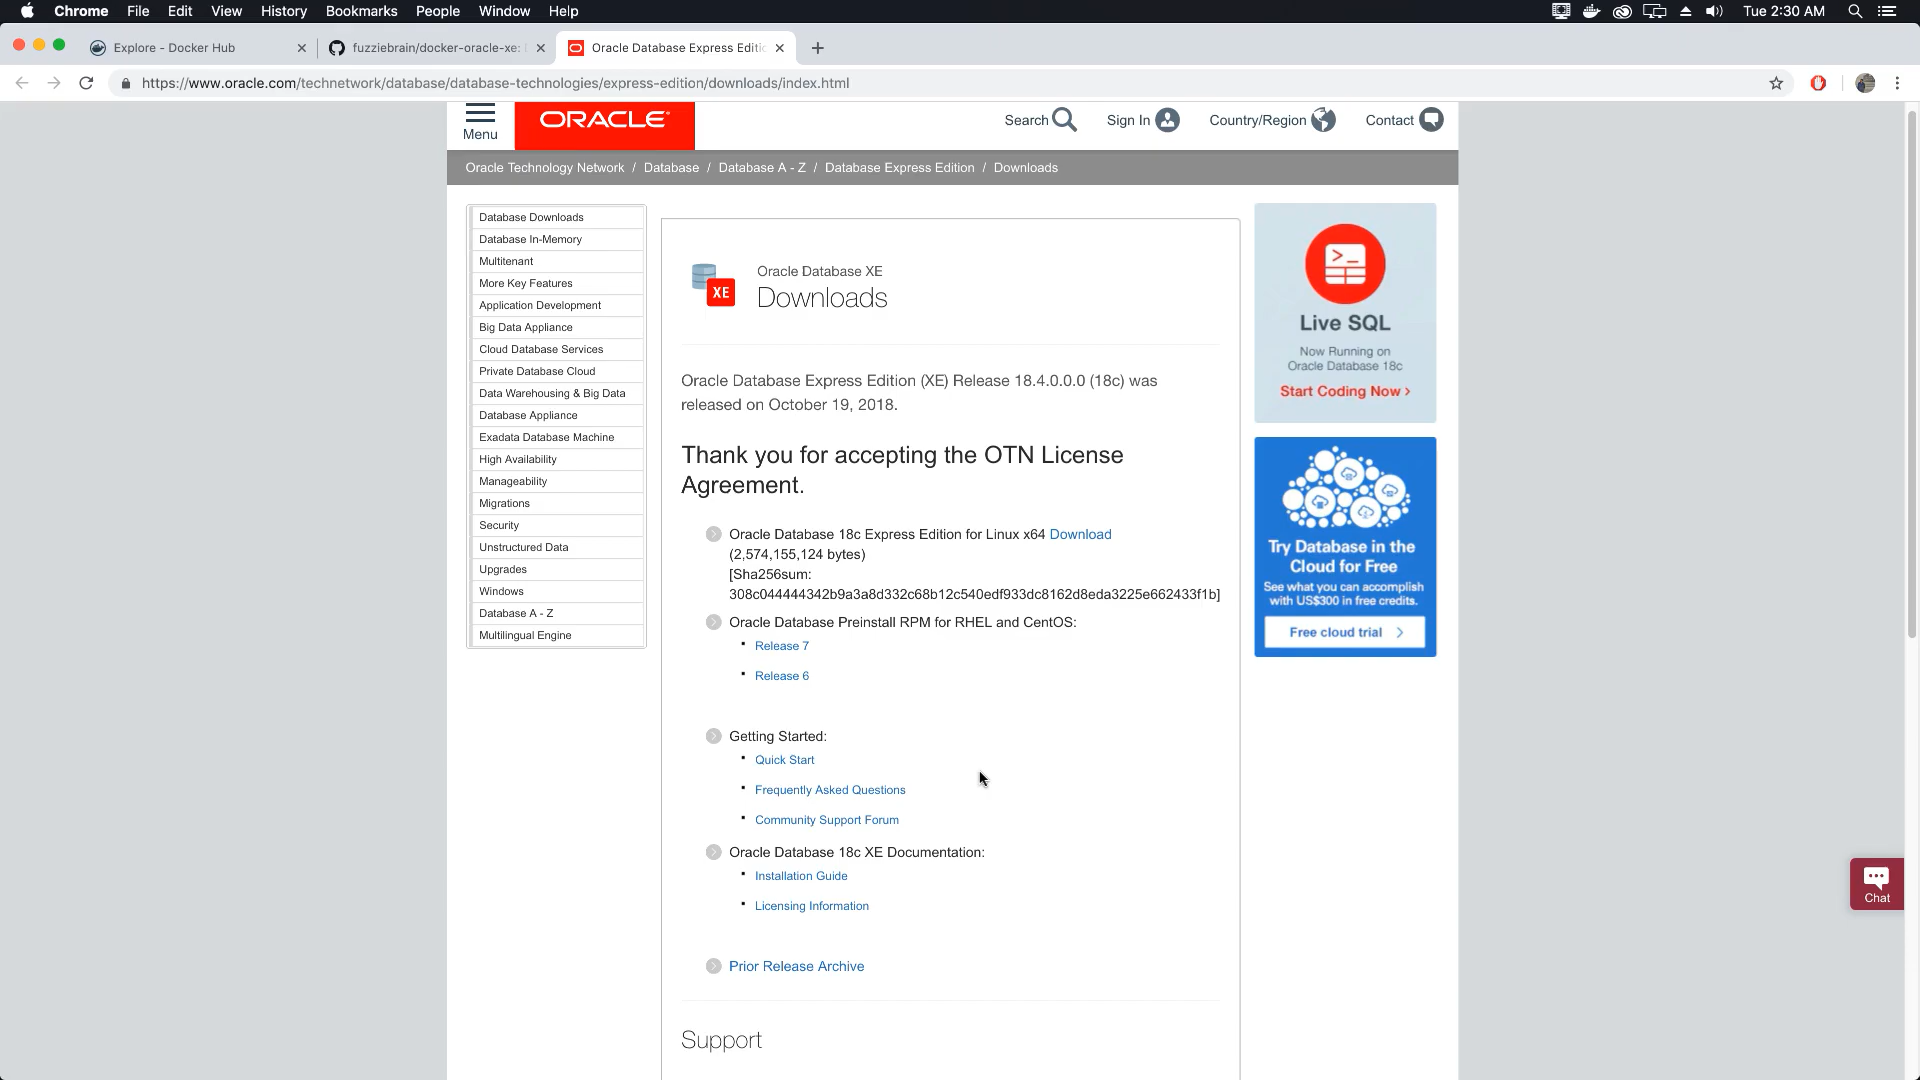 Chrome File Edit View History Bookmarks People Window Help Tue 2:30 AM
Explore - Docker Hub
fuzziebrain/docker-oracle-xe:
Oracle Database Express Editi
https://www.oracle.com/technetwork/database/database-technologies/express-edition/downloads/index.html
Menu
ORACLE
Search
Sign In
Country/Region
Contact
Oracle Technology Network / Database / Database A - Z / Database Express Edition / Downloads
Database Downloads
Database In-Memory
Multitenant
More Key Features
Application Development
Big Data Appliance
Cloud Database Services
Private Database Cloud
Data Warehousing & Big Data
Database Appliance
Exadata Database Machine
High Availability
Manageability
Migrations
Security
Unstructured Data
Upgrades
Windows
Database A - Z
Multilingual Engine
XE
Oracle Database XE
Downloads
Oracle Database Express Edition (XE) Release 18.4.0.0.0 (18c) was
released on October 19, 2018.
Thank you for accepting the OTN License
Agreement.
Oracle Database 18c Express Edition for Linux x64 Download
(2,574,155,124 bytes)
[Sha256sum:
308c044444342b9a3a8d332c68b12c540edf933dc8162d8eda3225e662433f1b]
Oracle Database Preinstall RPM for RHEL and CentOS:
Release 7
Release 6
Getting Started:
Quick Start
Frequently Asked Questions
Community Support Forum
Oracle Database 18c XE Documentation:
Installation Guide
Licensing Information
Prior Release Archive
Support
Live SQL
Now Running on
Oracle Database 18c
Start Coding Now >
Try Database in the
Cloud for Free
See what you can accomplish
with US$300 in free credits.
Free cloud trial >
Chat